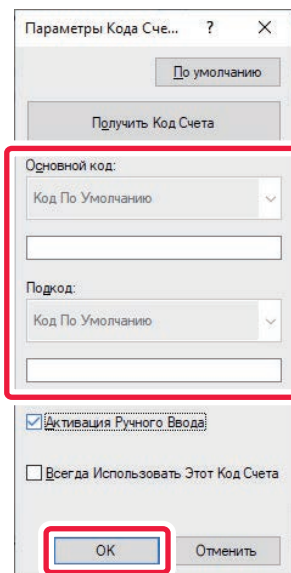 Параметры Кода Сче... ? ×
По умолчанию
Получить Код Счета
Основной код:
Код По Умолчанию
Подкод:
Код По Умолчанию
Активация Ручного Ввода
Всегда Использовать Этот Код Счета
OK Отменить